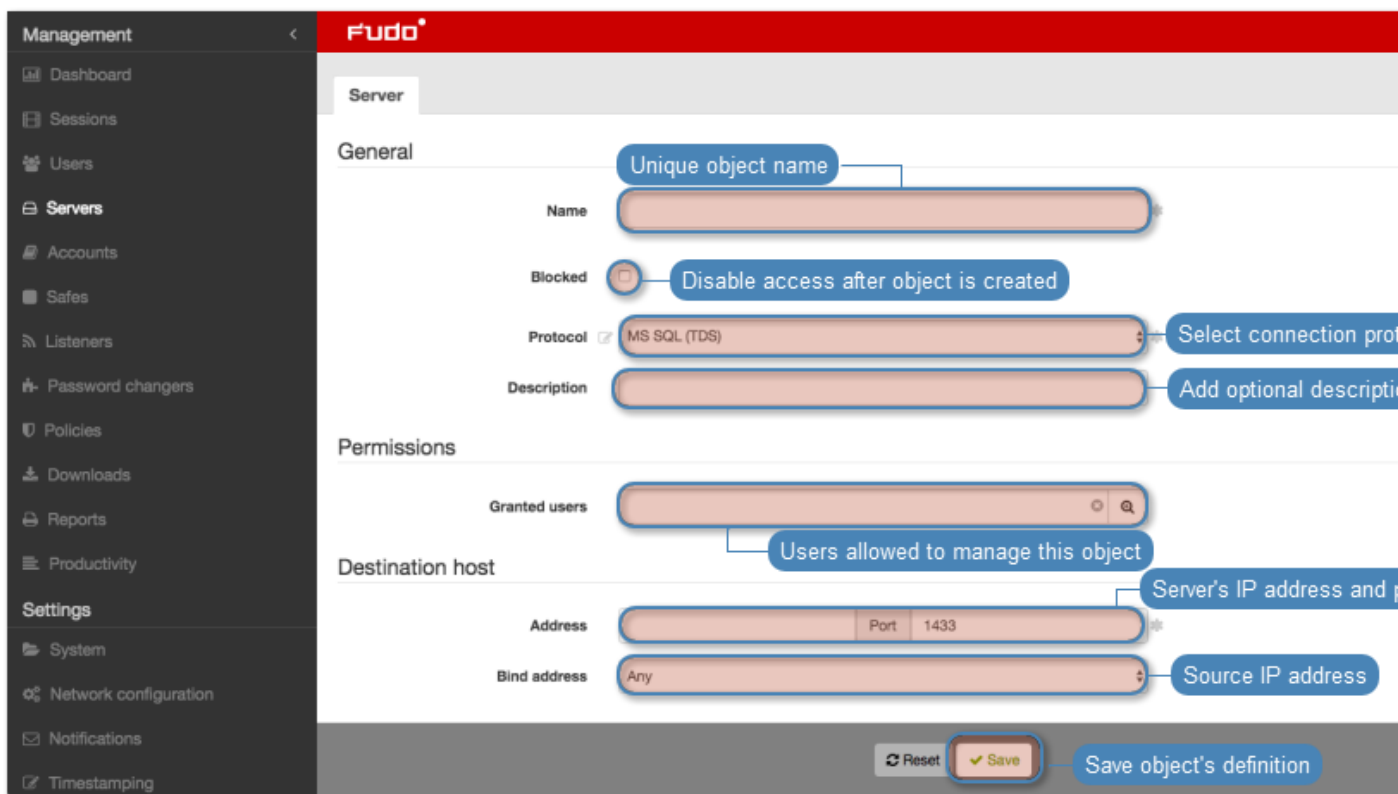 Management
Dashboard
Sessions
Users
Servers
Accounts
Safes
Listeners
Password changers
Policies
Downloads
Reports
Productivity
Settings
System
Network configuration
Notifications
Timestamping
FUDO
Server
General
Unique object name
Name
Blocked
Disable access after object is created
Protocol
MS SQL (TDS)
Select connection
Description
Add optional
Permissions
Granted users
Users allowed to manage this object
Destination host
Server's IP address and
Address
Port 1433
Bind address
Any
Source IP address
Reset
Save
Save object's definition